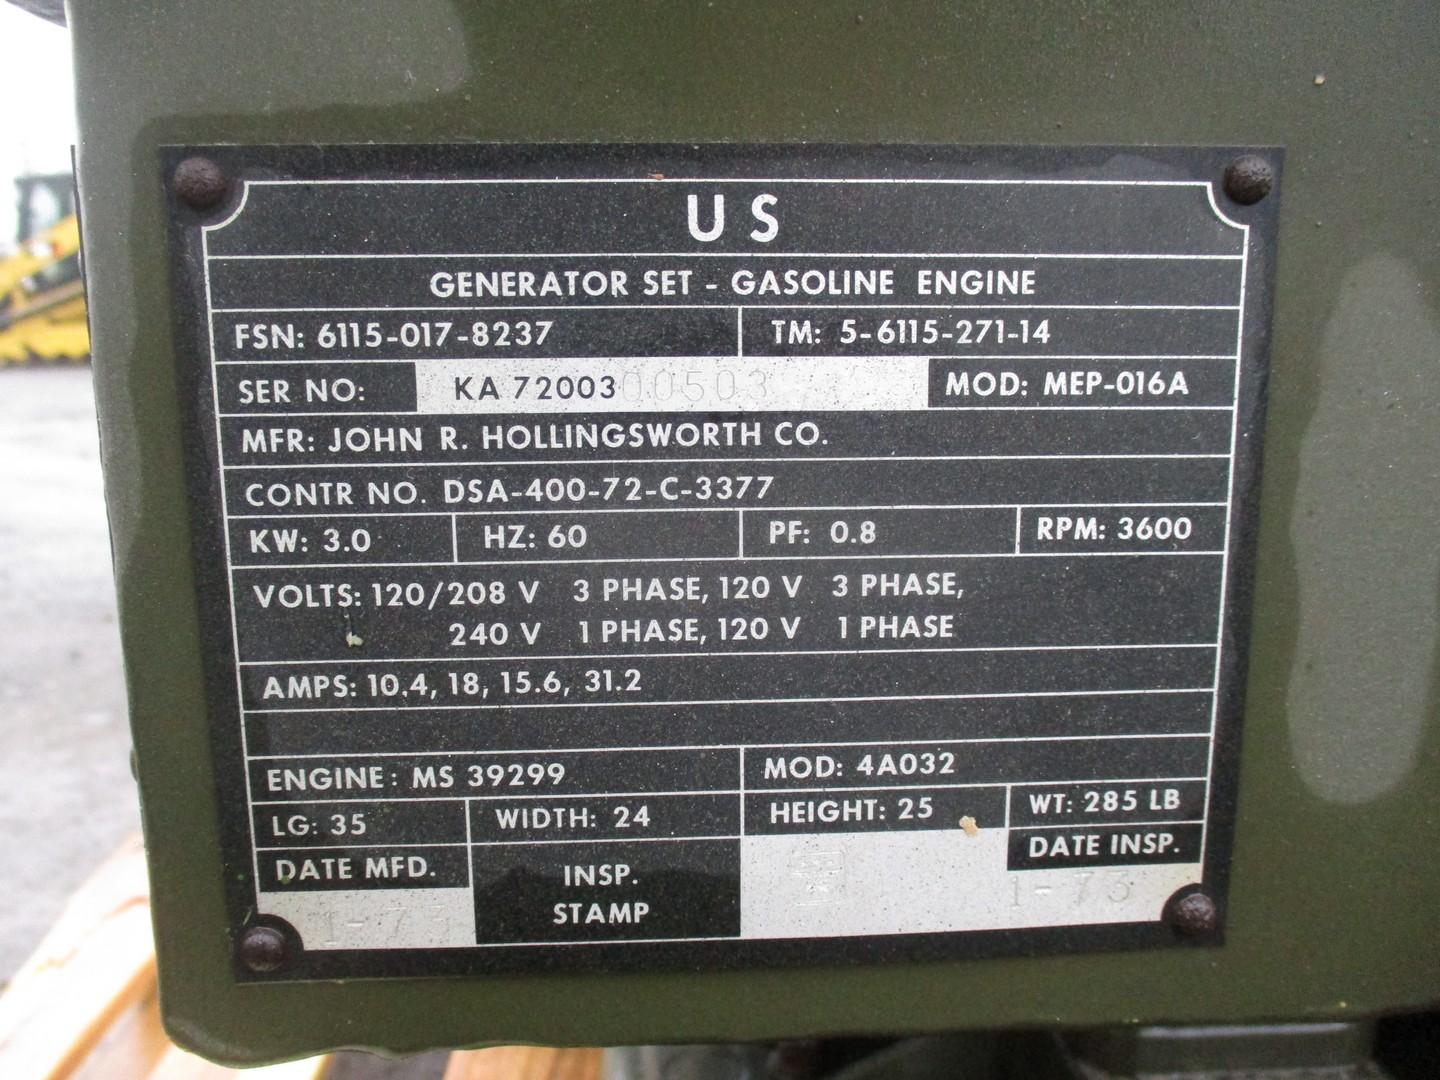 US
GENERATOR SET - GASOLINE ENGINE
FSN: 6115-017-8237 TM: 5-6115-271-14
SER NO: KA 7200300503 MOD: MEP-016A
MFR: JOHN R. HOLLINGSWORTH CO.
CONTR NO. DSA-400-72-C-3377
KW: 3.0 HZ: 60 PF: 0.8 RPM: 3600
VOLTS: 120/208 V 3 PHASE, 120 V 3 PHASE,
240 V 1 PHASE, 120 V 1 PHASE
AMPS: 10.4, 18, 15.6, 31.2
ENGINE: MS 39299 MOD: 4A032
LG: 35 WIDTH: 24 HEIGHT: 25 WT: 285 LB
DATE MFD. INSP. STAMP DATE INSP.
1-73 1-73